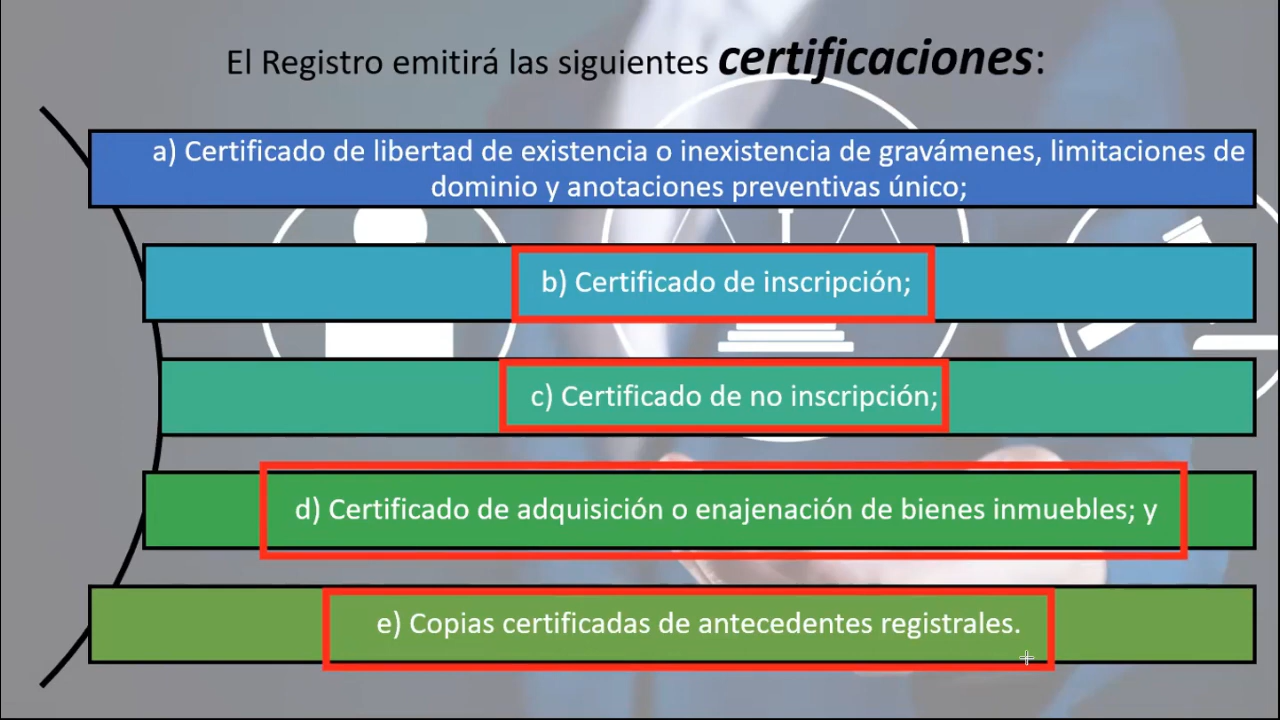 El Registro emitirá las siguientes certificaciones:
a) Certificado de libertad de existencia o inexistencia de gravámenes, limitaciones de
dominio y anotaciones preventivas único;
b) Certificado de inscripción;
c) Certificado de no inscripción;
d) Certificado de adquisición o enajenación de bienes inmuebles; y
e) Copias certificadas de antecedentes registrales.